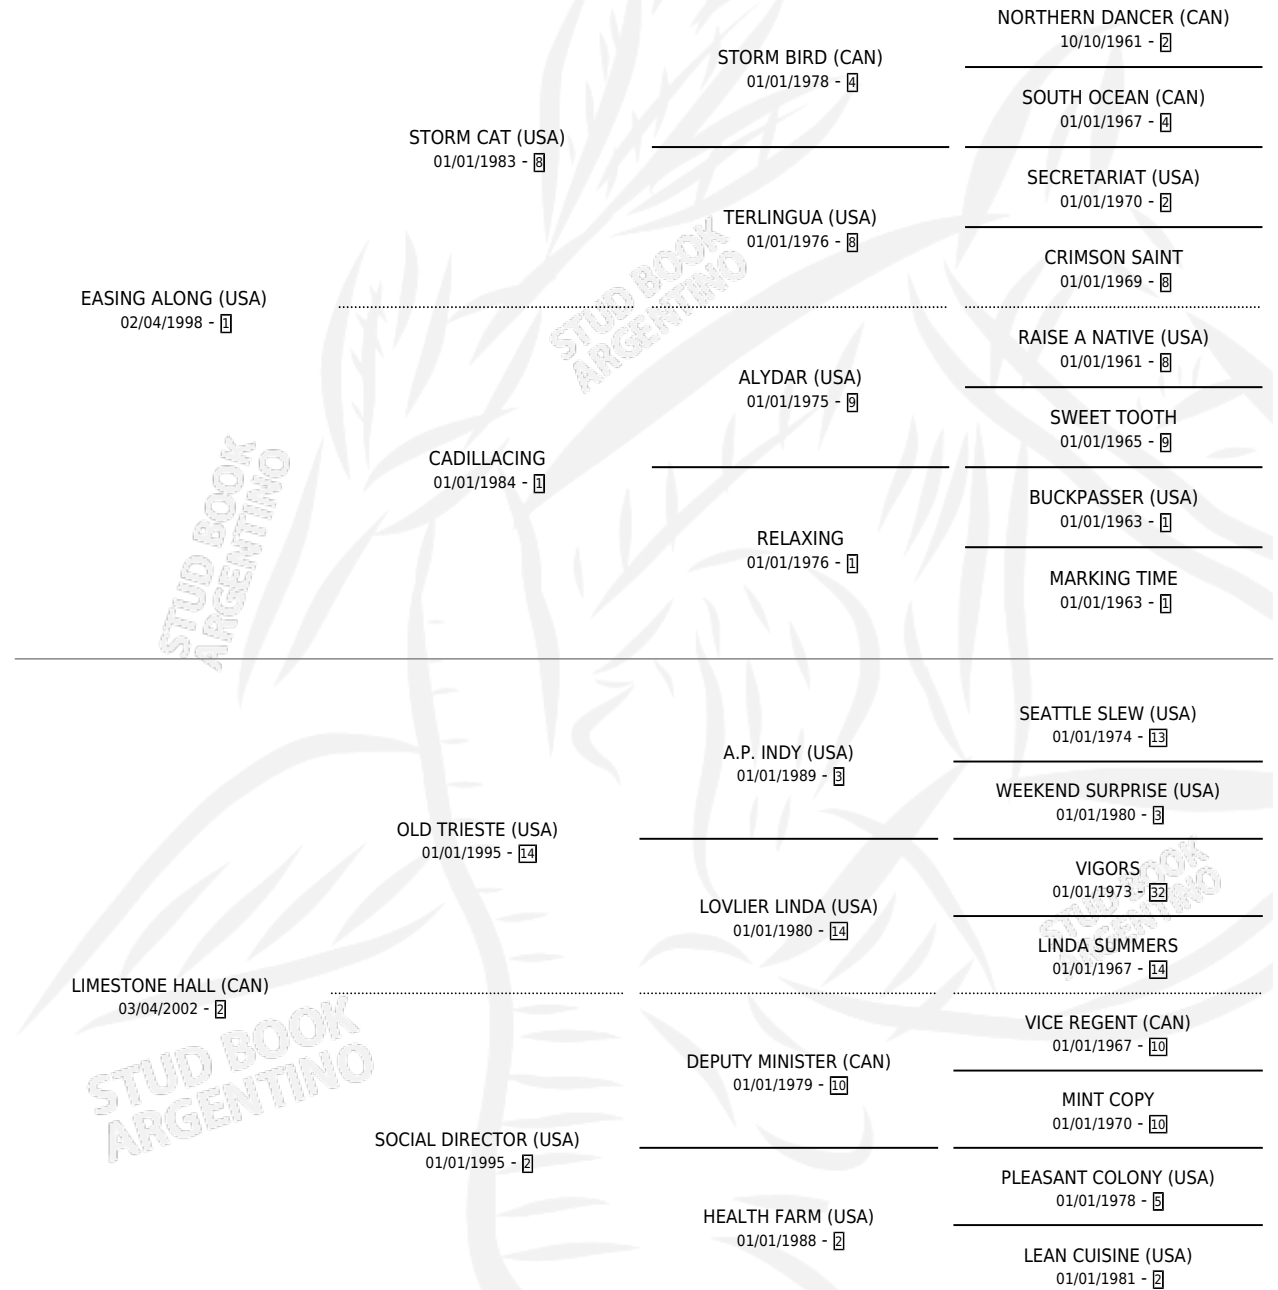 NORTHERN DANCER (CAN)
10/10/1961 - 2
STORM BIRD (CAN)
01/01/1978 - 4
SOUTH OCEAN (CAN)
01/01/1967 - 4
STORM CAT (USA)
01/01/1983 - 8
SECRETARIAT (USA)
01/01/1970 - 2
TERLINGUA (USA)
01/01/1976 - 8
CRIMSON SAINT
01/01/1969 - 8
EASING ALONG (USA)
02/04/1998 - 1
STUD BOOK
ARGENTINO
RAISE A NATIVE (USA)
01/01/1961 - 8
ALYDAR (USA)
01/01/1975 - 9
SWEET TOOTH
01/01/1965 - 9
CADILLACING
01/01/1984 - 1
BUCKPASSER (USA)
01/01/1963 - 1
RELAXING
01/01/1976 - 1
MARKING TIME
01/01/1963 - 1
STUD BOOK
ARGENTINO
SEATTLE SLEW (USA)
01/01/1974 - 13
A.P. INDY (USA)
01/01/1989 - 3
WEEKEND SURPRISE (USA)
01/01/1980 - 3
OLD TRIESTE (USA)
01/01/1995 - 14
VIGORS
01/01/1973 - 32
LOVLIER LINDA (USA)
01/01/1980 - 14
STUD BOOK
ARGENTINO
LINDA SUMMERS
01/01/1967 - 14
LIMESTONE HALL (CAN)
03/04/2002 - 2
STUD BOOK
ARGENTINO
VICE REGENT (CAN)
01/01/1967 - 10
DEPUTY MINISTER (CAN)
01/01/1979 - 10
MINT COPY
01/01/1970 - 10
SOCIAL DIRECTOR (USA)
01/01/1995 - 2
PLEASANT COLONY (USA)
01/01/1978 - 5
HEALTH FARM (USA)
01/01/1988 - 2
LEAN CUISINE (USA)
01/01/1981 - 2